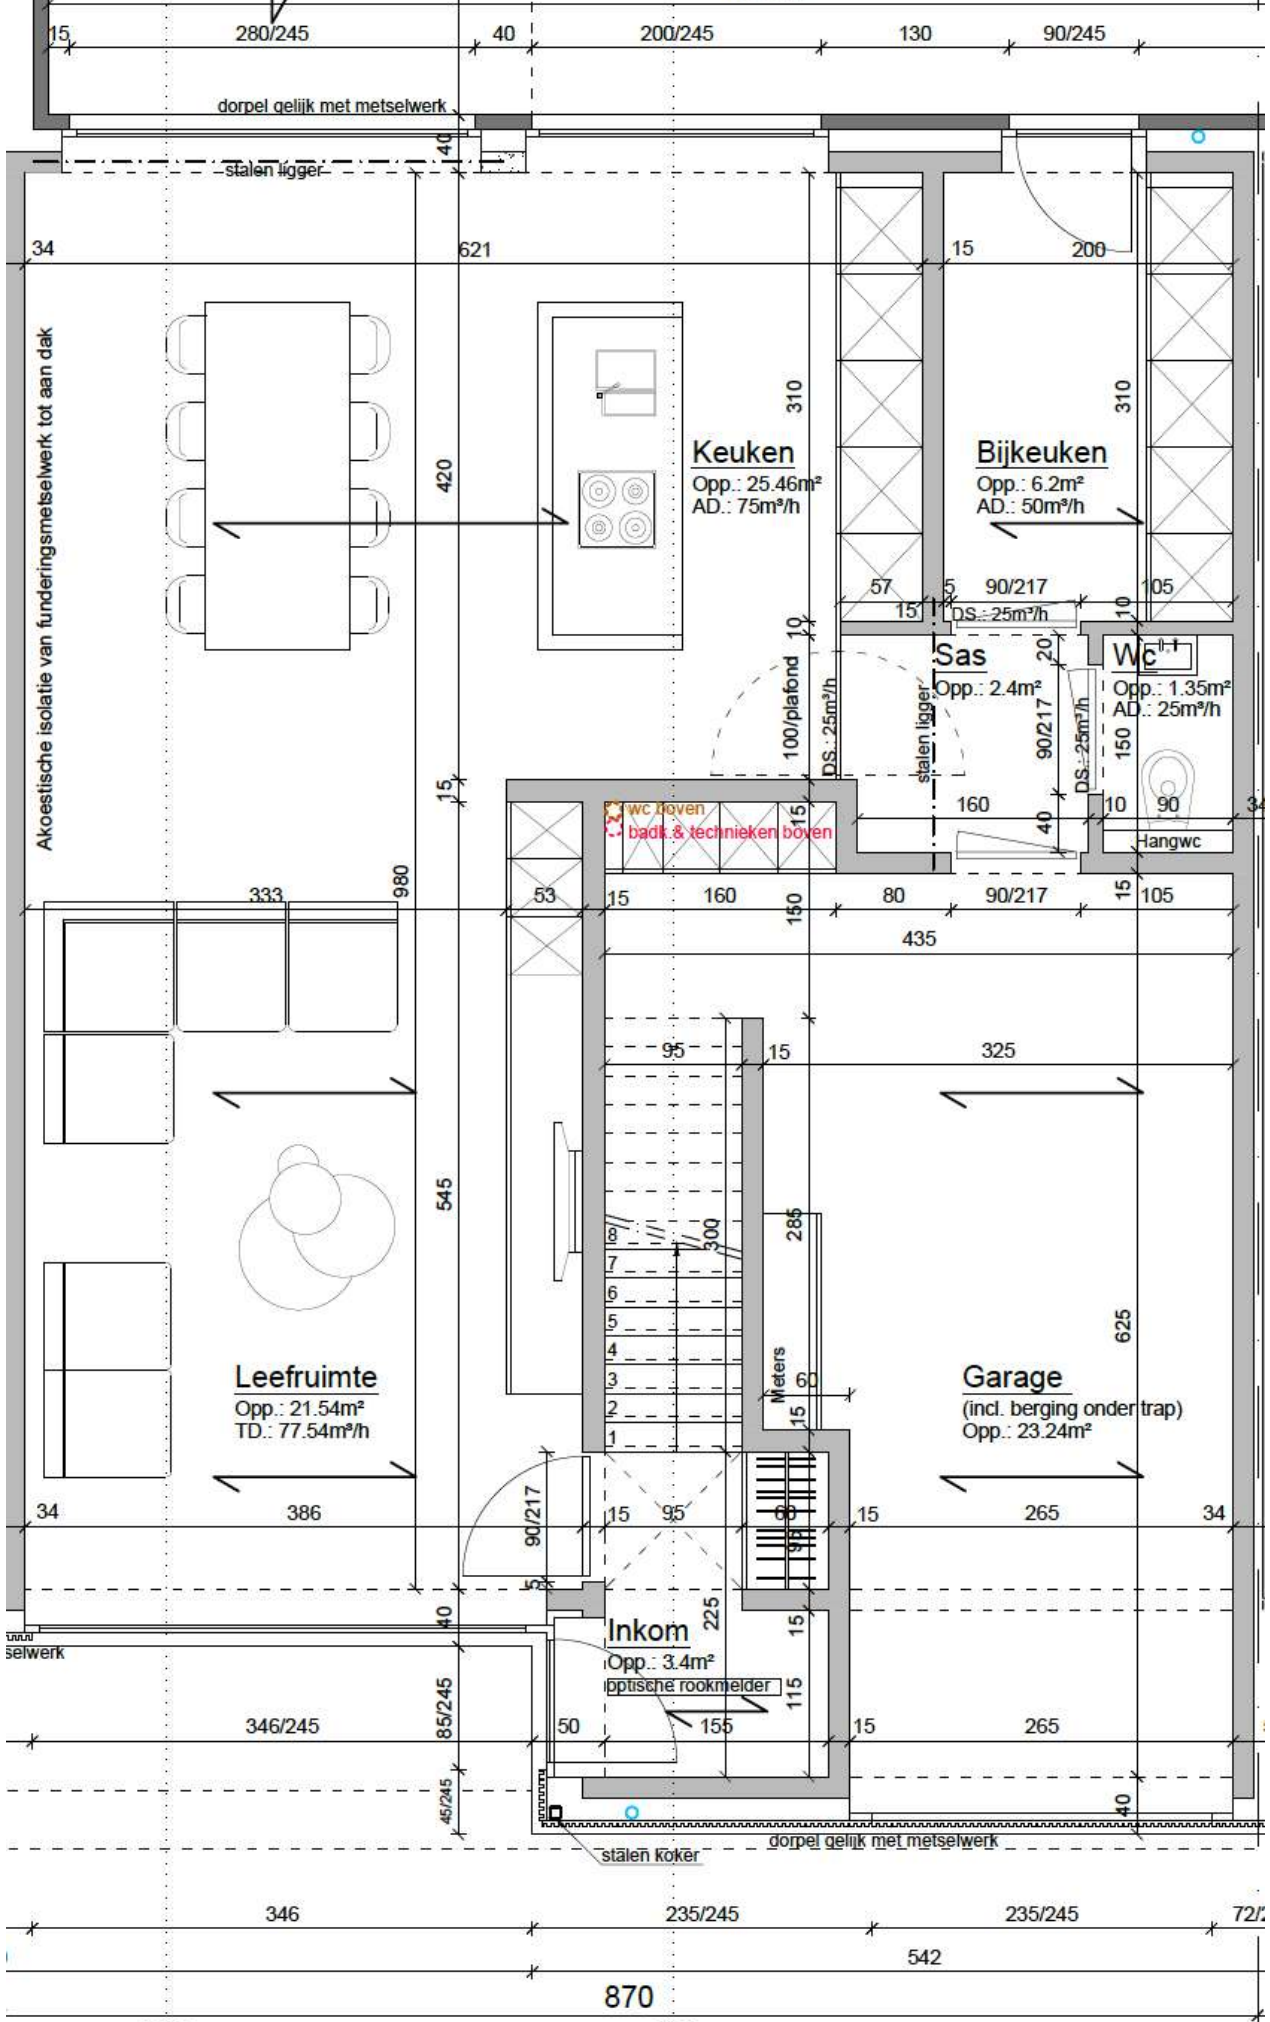 15
280/245
40
200/245
130
90/245
dorpel gelijk met metselwerk
40
stalen ligger
34
621
15
200
Akoestische isolatie van funderingsmetselwerk tot aan dak
420
310
310
Keuken
Opp.: 25.46m²
AD.: 75m³/h
Bijkeuken
Opp.: 6.2m²
AD.: 50m³/h
57
15
5
90/217
105
DS.: 25m³/h
10
10
100/plafond
DS.: 25m³/h
stalen ligger
Sas
Opp.: 2.4m²
20
90/217
DS.: 25m³/h
40
Wc
Opp.: 1.35m²
AD.: 25m³/h
150
15
wc boven
badk.& technieken boven
15
160
10
90
34
Hangwc
980
333
53
15
160
150
80
90/217
15
105
435
95
15
325
545
300
285
625
8
7
6
5
4
3
2
1
Meters
60
15
Leefruimte
Opp.: 21.54m²
TD.: 77.54m³/h
Garage
(incl. berging onder trap)
Opp.: 23.24m²
34
386
90/217
15
95
60
95
15
265
34
5
40
225
15
Inkom
Opp.: 3.4m²
optische rookmelder
selwerk
346/245
85/245
50
155
115
15
265
45/245
40
dorpel gelijk met metselwerk
stalen koker
346
235/245
235/245
72/2
542
870